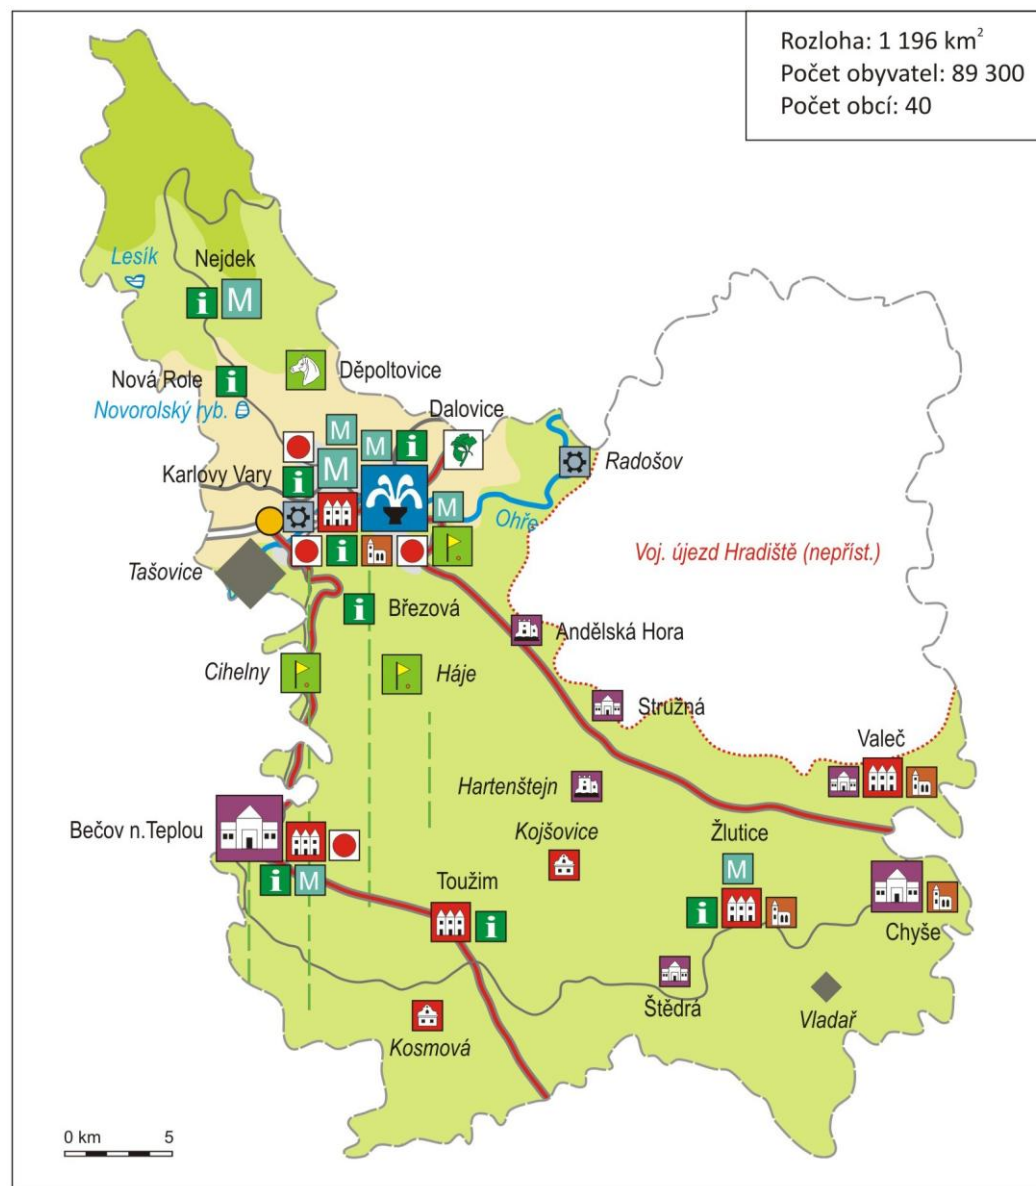 Rozloha: 1 196 km²
Počet obyvatel: 89 300
Počet obcí: 40
Lesík
Nejdek
i
M
Nová Role
i
Děpoltovice
Novorolský ryb.
Dalovice
M
M
i
M
Karlovy Vary
i
Radošov
M
Ohře
i
Voj. újezd Hradiště (nepříst.)
Tašovice
i
Březová
Andělská Hora
Cihelny
Háje
Stružná
Valeč
Hartenštejn
Kojšovice
Bečov n.Teplou
Žlutice
M
i
M
Toužim
i
i
Chyše
Štědrá
Vladař
Kosmová
0 km 5